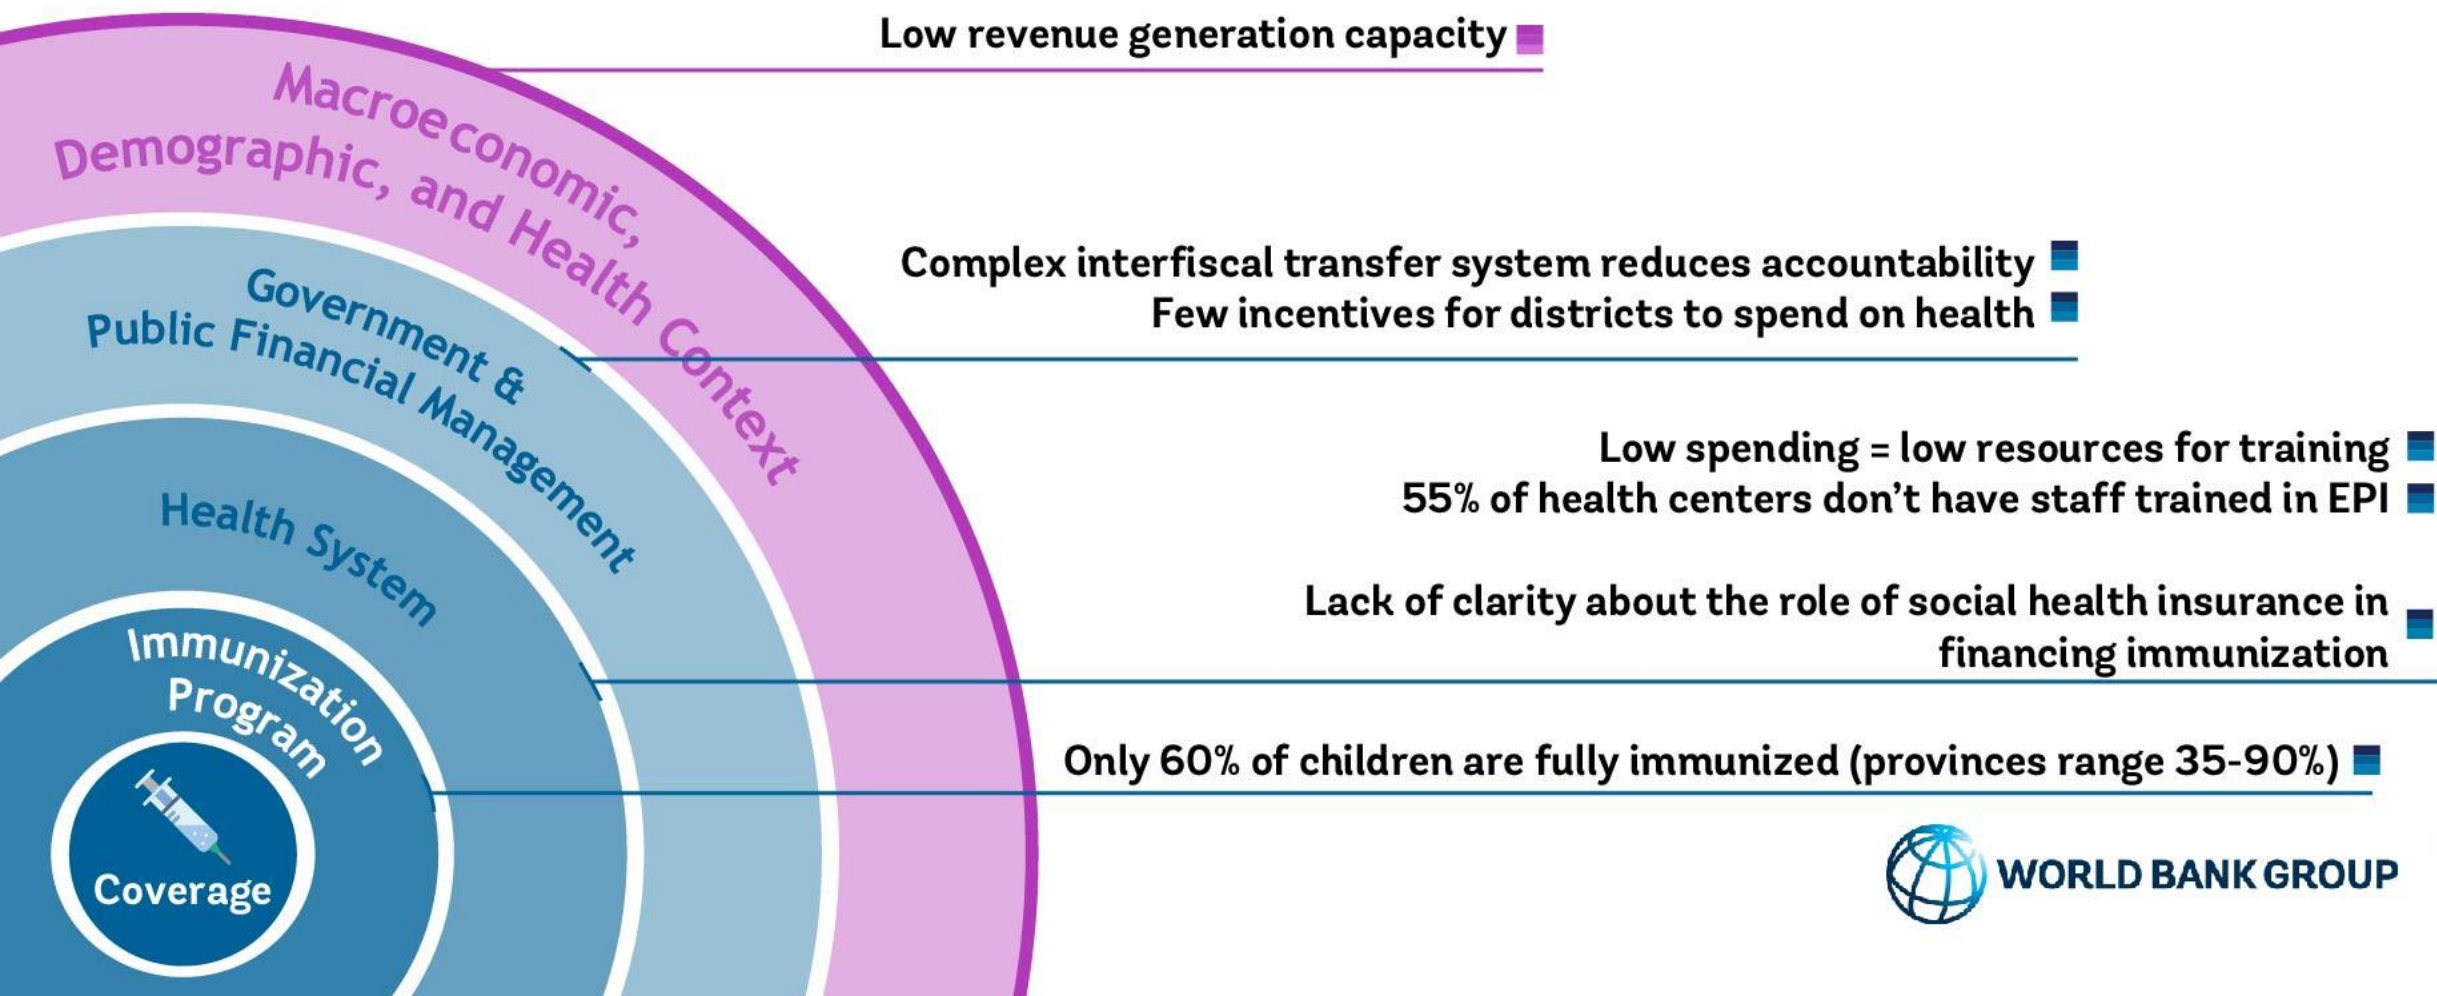 Low revenue generation capacity
Macroeconomic,
Demographic, and Health Context
Complex interfiscal transfer system reduces accountability
Few incentives for districts to spend on health
Government &
Public Financial Management
Low spending = low resources for training
55% of health centers don't have staff trained in EPI
Health System
Lack of clarity about the role of social health insurance in
financing immunization
Immunization
Program
Only 60% of children are fully immunized (provinces range 35-90%)
Coverage
WORLD BANK GROUP